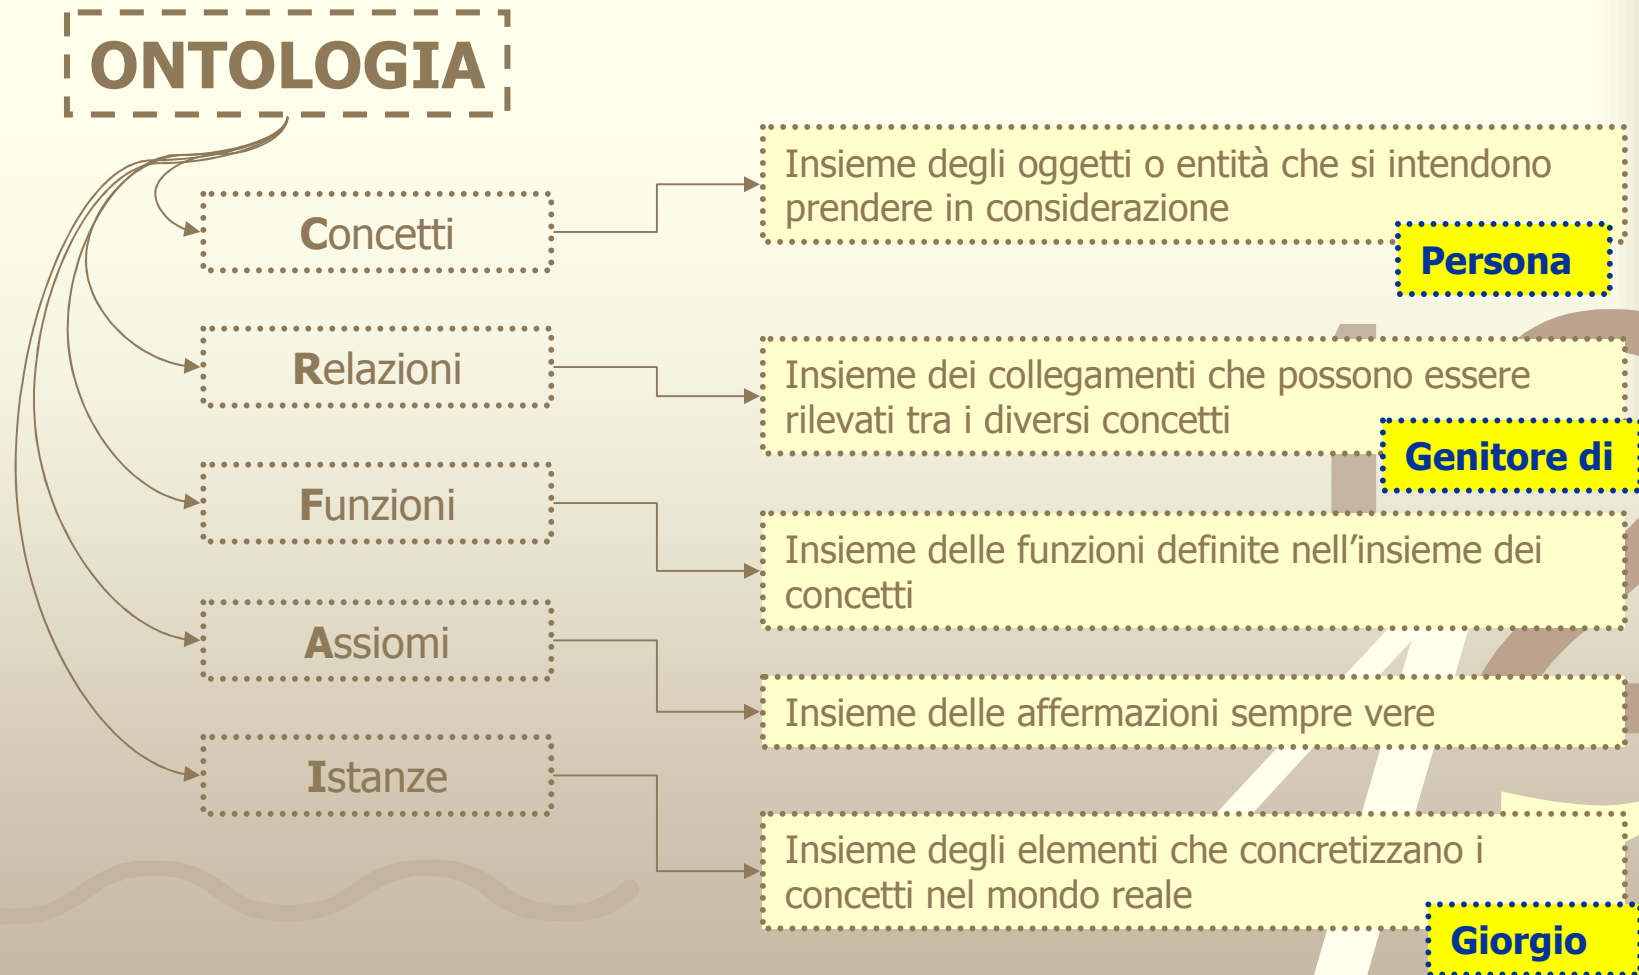 ONTOLOGIA
Concetti
Insieme degli oggetti o entità che si intendono
prendere in considerazione
Persona
Relazioni
Insieme dei collegamenti che possono essere
rilevati tra i diversi concetti
Genitore di
Funzioni
Insieme delle funzioni definite nell’insieme dei
concetti
Assiomi
Insieme delle affermazioni sempre vere
Istanze
Insieme degli elementi che concretizzano i
concetti nel mondo reale
Giorgio